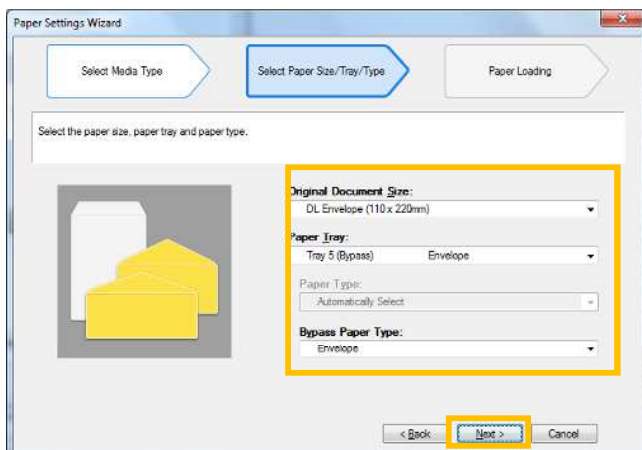 Paper Settings Wizard
Select Media Type
Select Paper Size/Tray/Type
Paper Loading
Select the paper size, paper tray and paper type.
Original Document Size:
DL Envelope (110 x 220mm)
Paper Tray:
Tray 5 (Bypass) Envelope
Paper Type:
Automatically Select
Bypass Paper Type:
Envelope
< Back Next > Cancel